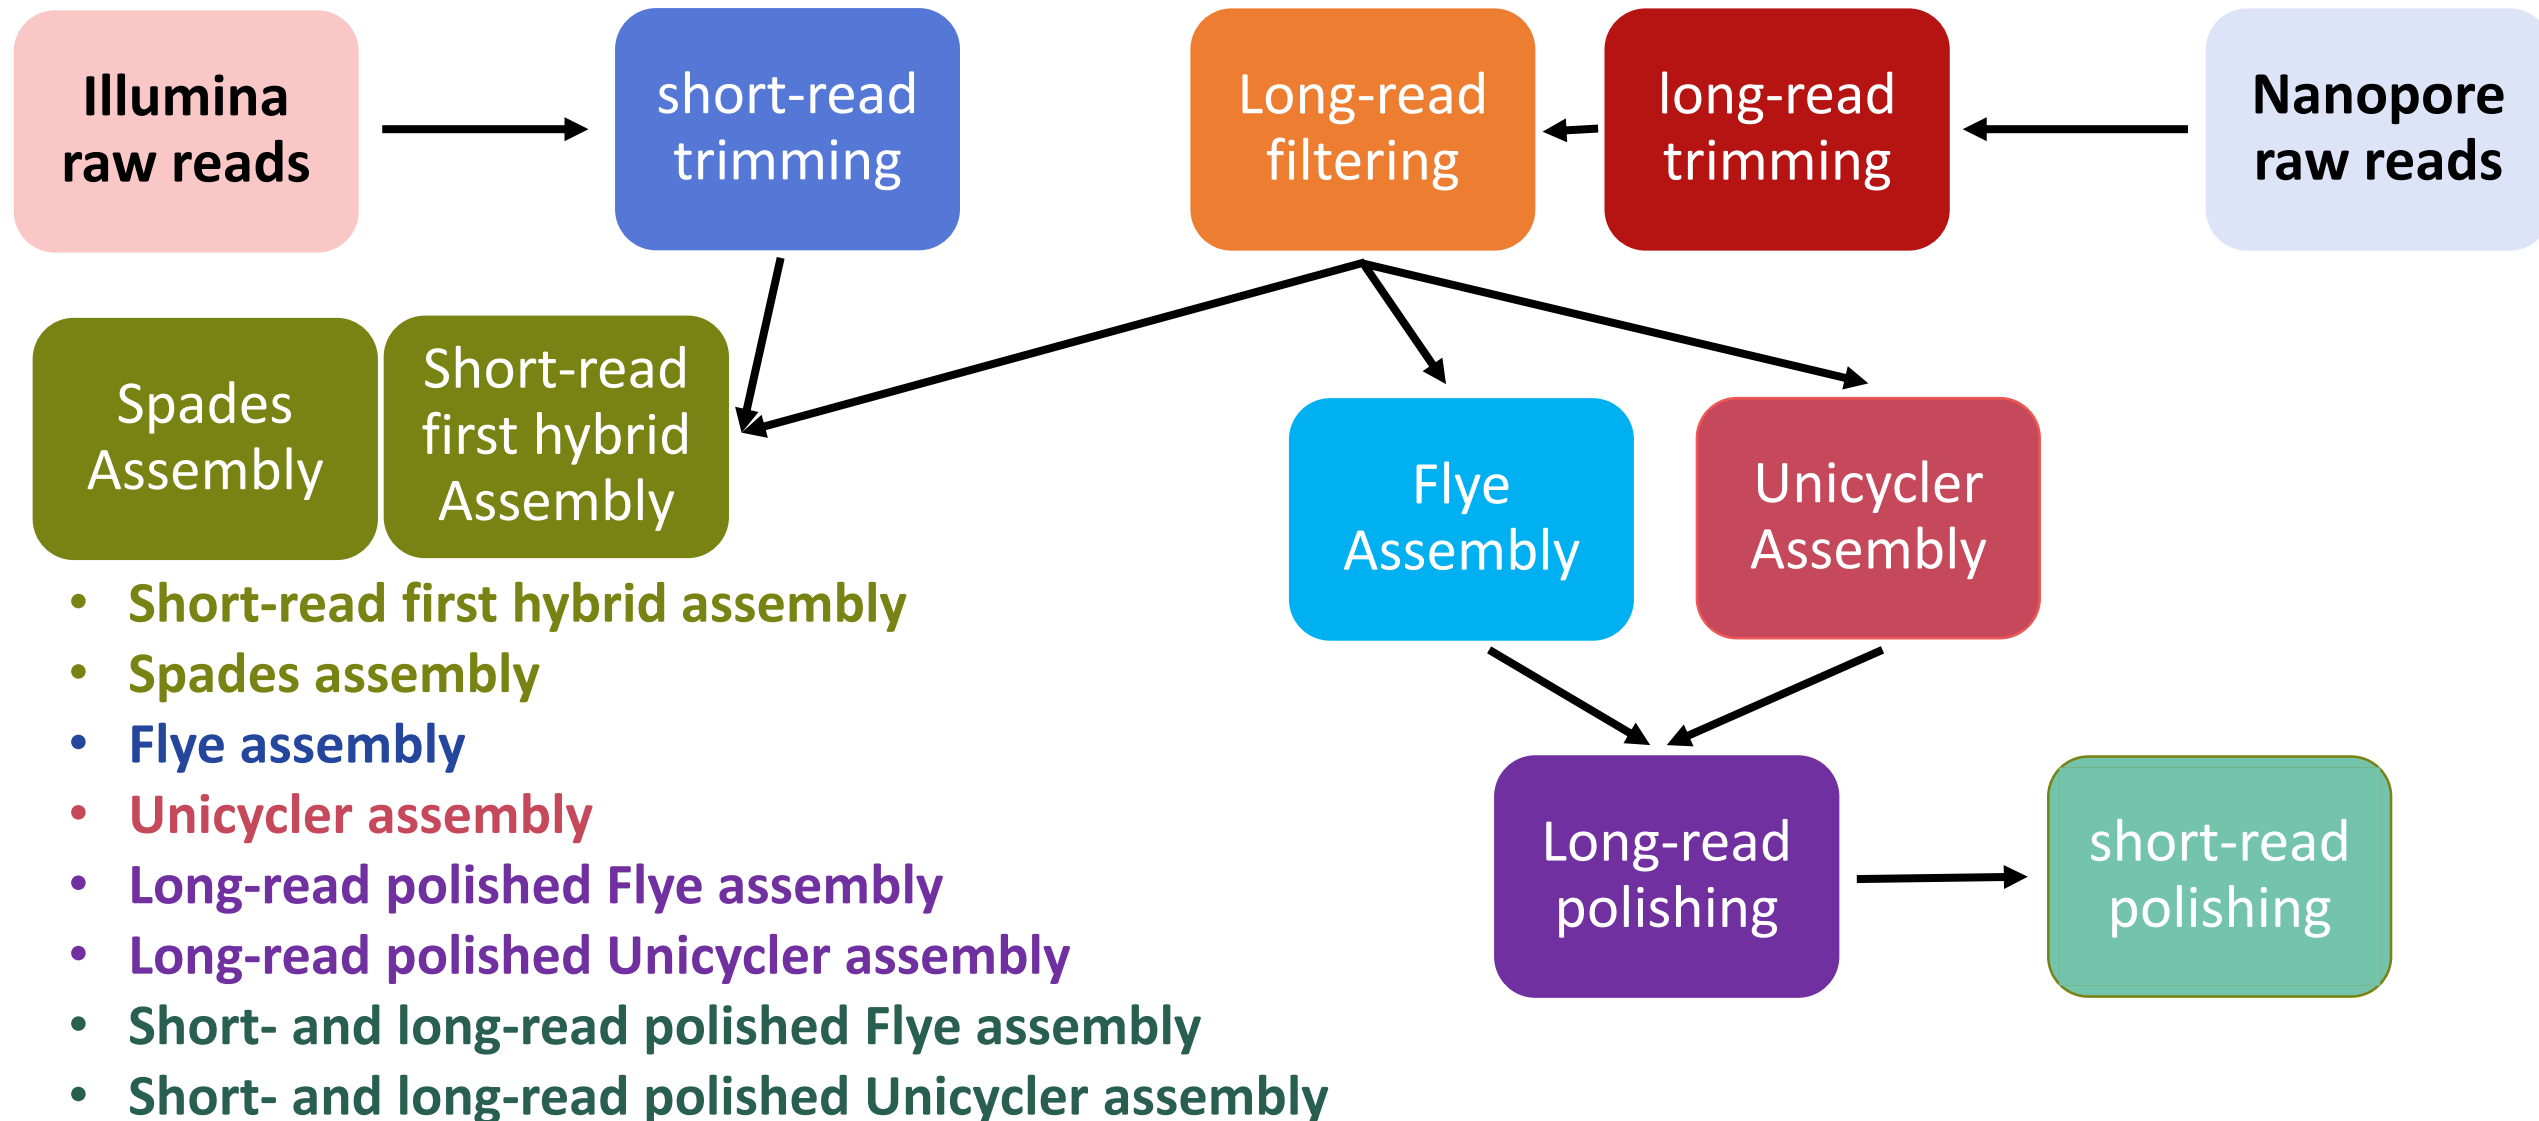 Illumina
raw reads
short-read
trimming
Long-read
filtering
long-read
trimming
Nanopore
raw reads
Spades
Assembly
Short-read
first hybrid
Assembly
Flye
Assembly
Unicycler
Assembly
Long-read
polishing
short-read
polishing
• Short-read first hybrid assembly
• Spades assembly
• Flye assembly
• Unicycler assembly
• Long-read polished Flye assembly
• Long-read polished Unicycler assembly
• Short- and long-read polished Flye assembly
• Short- and long-read polished Unicycler assembly